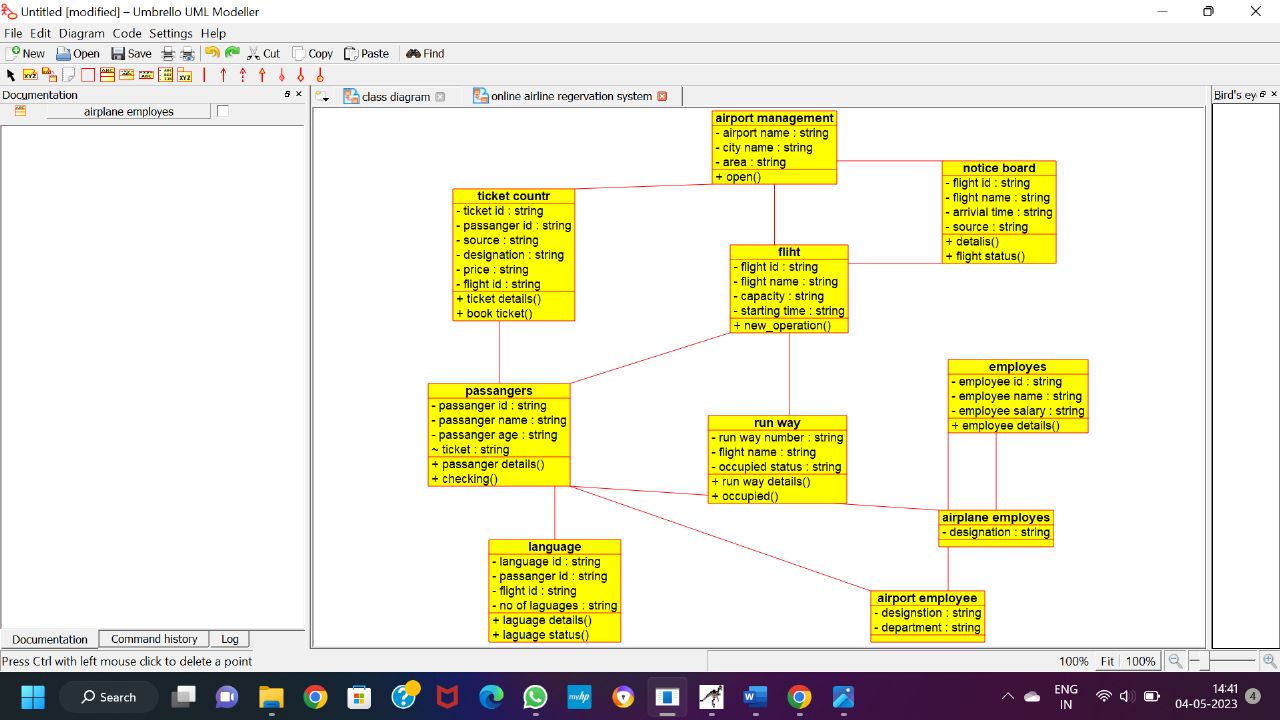 Untitled [modified] – Umbrello UML Modeller
File Edit Diagram Code Settings Help
New Open Save Cut Copy Paste Find
Documentation
airplane employes
class diagram
online airline regervation system
Bird's ey
airport management
- airport name : string
- city name : string
- area : string
+ open()
notice board
- flight id : string
- flight name : string
- arrivial time : string
- source : string
+ detalis()
+ flight status()
ticket countr
- ticket id : string
- passanger id : string
- source : string
- designation : string
- price : string
- flight id : string
+ ticket details()
+ book ticket()
fliht
- flight id : string
- flight name : string
- capacity : string
- starting time : string
+ new_operation()
employes
- employee id : string
- employee name : string
- employee salary : string
+ employee details()
passangers
- passanger id : string
- passanger name : string
- passanger age : string
~ ticket : string
+ passanger details()
+ checking()
run way
- run way number : string
- flight name : string
- occupied status : string
+ run way details()
+ occupied()
airplane employes
- designation : string
language
- language id : string
- passanger id : string
- flight id : string
- no of laguages : string
+ laguage details()
+ laguage status()
airport employee
- designstion : string
- department : string
Documentation Command history Log
Press Ctrl with left mouse click to delete a point
100% Fit 100%
Search
myhp
W
ENG
IN
14:41
04-05-2023
4